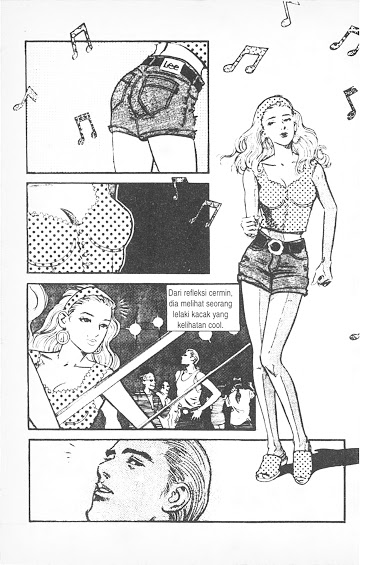 Lee
Dari refleksi cermin,
dia melihat seorang
lelaki kacak yang
kelihatan cool.